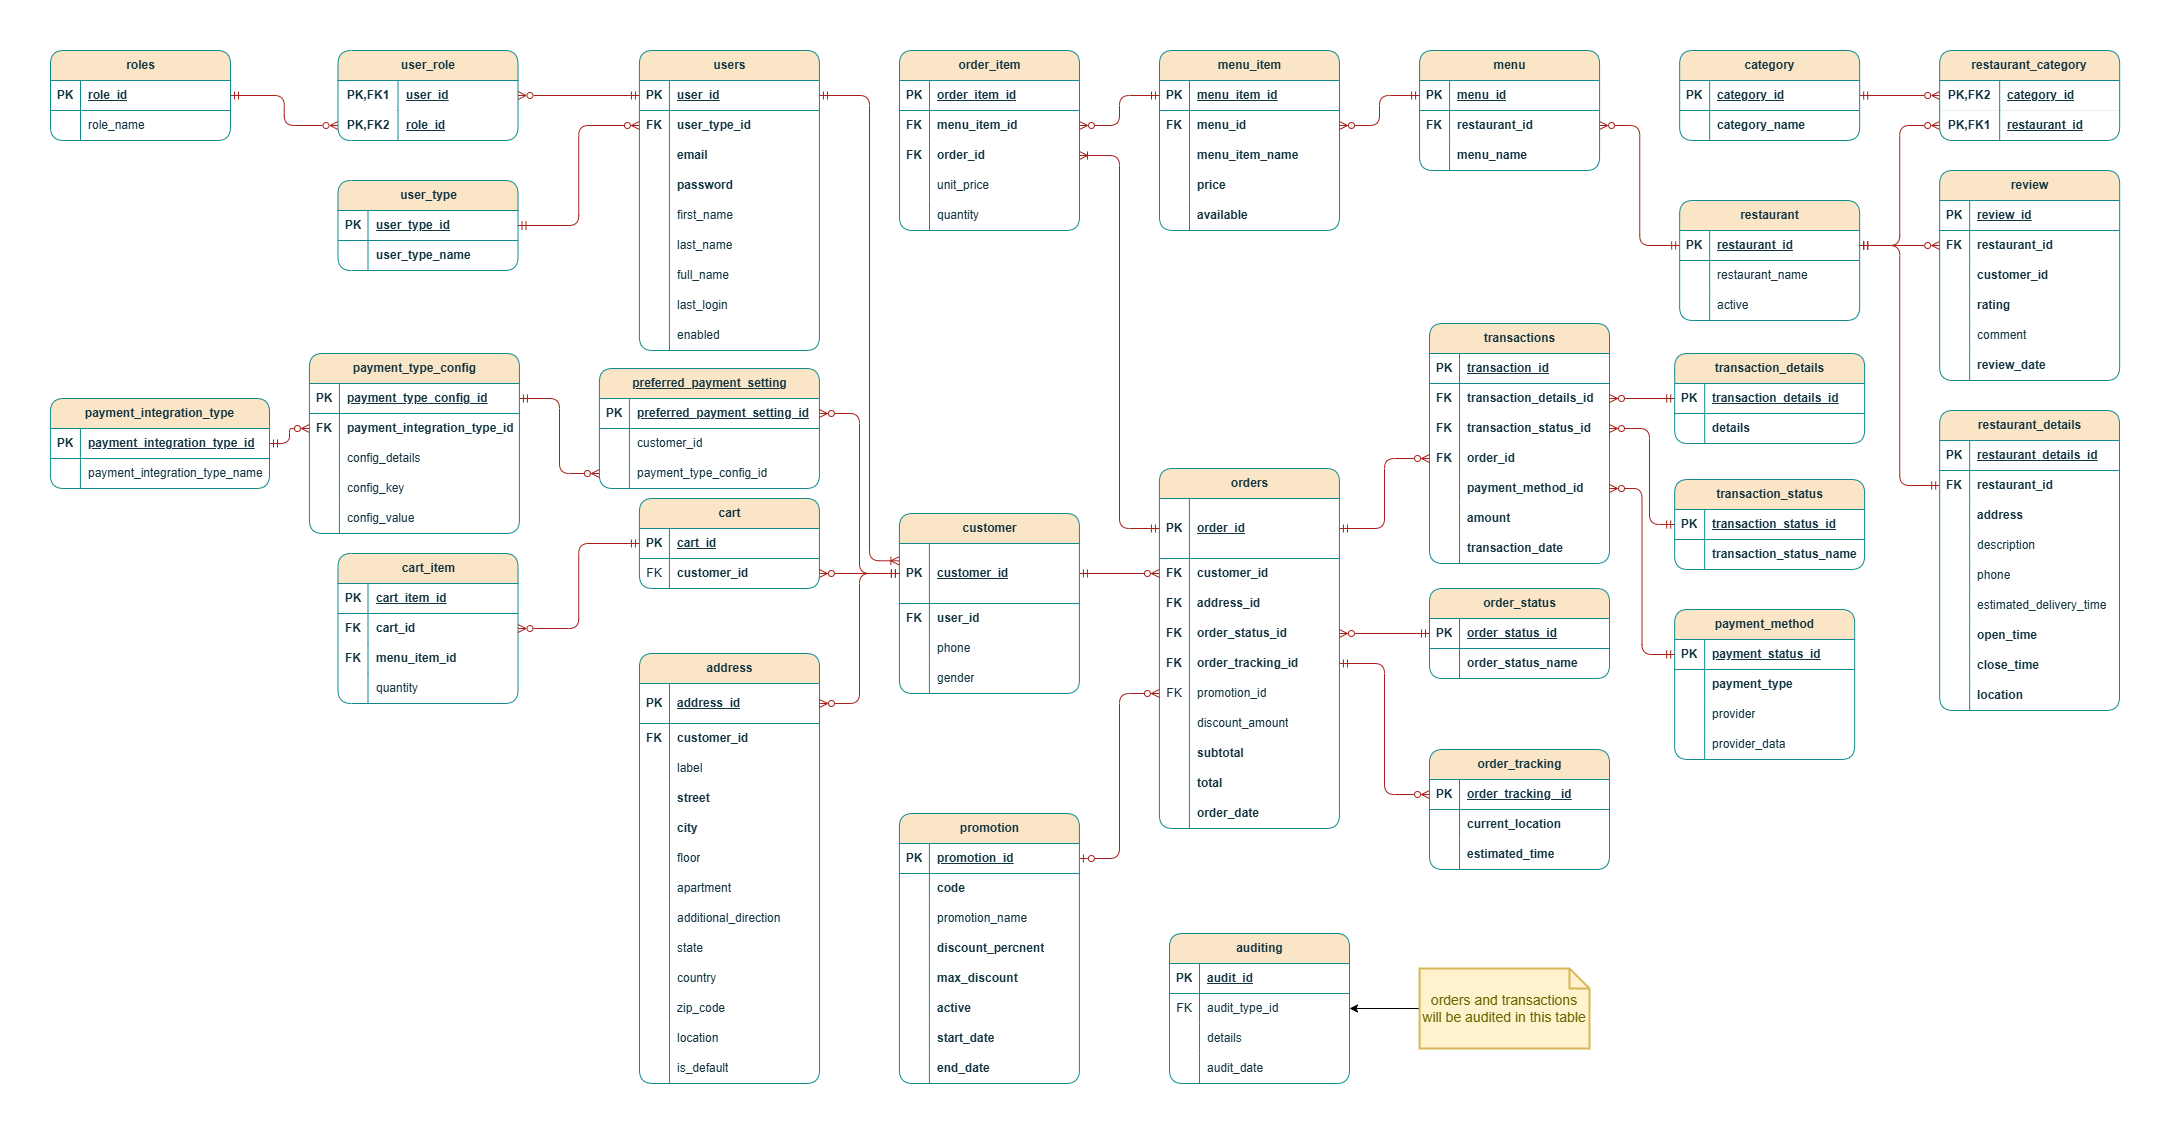 roles
PK role_id
role_name
user_role
PK,FK1 user_id
PK,FK2 role_id
user_type
PK user_type_id
user_type_name
users
PK user_id
FK user_type_id
email
password
first_name
last_name
full_name
last_login
enabled
order_item
PK order_item_id
FK menu_item_id
FK order_id
unit_price
quantity
menu_item
PK menu_item_id
FK menu_id
menu_item_name
price
available
menu
PK menu_id
FK restaurant_id
menu_name
category
PK category_id
category_name
restaurant_category
PK,FK2 category_id
PK,FK1 restaurant_id
restaurant
PK restaurant_id
restaurant_name
active
review
PK review_id
FK restaurant_id
customer_id
rating
comment
review_date
payment_integration_type
PK payment_integration_type_id
payment_integration_type_name
payment_type_config
PK payment_type_config_id
FK payment_integration_type_id
config_details
config_key
config_value
preferred_payment_setting
PK preferred_payment_setting_id
customer_id
payment_type_config_id
cart
PK cart_id
FK customer_id
cart_item
PK cart_item_id
FK cart_id
FK menu_item_id
quantity
customer
PK customer_id
FK user_id
phone
gender
address
PK address_id
FK customer_id
label
street
city
floor
apartment
additional_direction
state
country
zip_code
location
is_default
promotion
PK promotion_id
code
promotion_name
discount_percnent
max_discount
active
start_date
end_date
orders
PK order_id
FK customer_id
FK address_id
FK order_status_id
FK order_tracking_id
FK promotion_id
discount_amount
subtotal
total
order_date
transactions
PK transaction_id
FK transaction_details_id
FK transaction_status_id
FK order_id
payment_method_id
amount
transaction_date
transaction_details
PK transaction_details_id
details
transaction_status
PK transaction_status_id
transaction_status_name
order_status
PK order_status_id
order_status_name
payment_method
PK payment_status_id
payment_type
provider
provider_data
order_tracking
PK order_tracking_ id
current_location
estimated_time
restaurant_details
PK restaurant_details_id
FK restaurant_id
address
description
phone
estimated_delivery_time
open_time
close_time
location
auditing
PK audit_id
FK audit_type_id
details
audit_date
orders and transactions
will be audited in this table